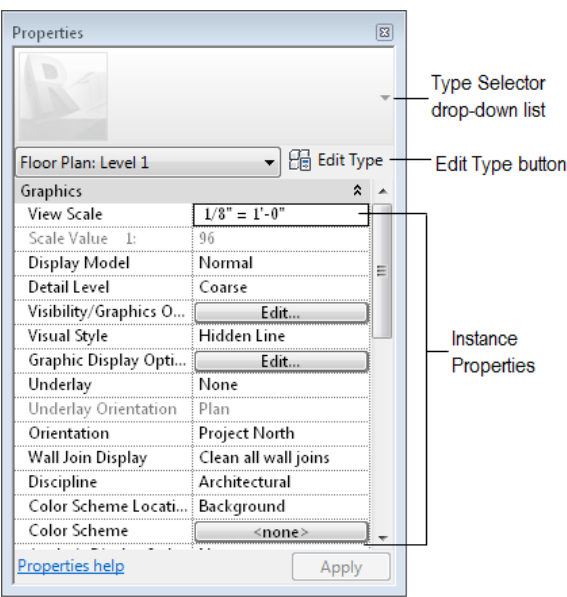 Properties
Type Selector
drop-down list
Floor Plan: Level 1
Edit Type
Edit Type button
Graphics
View Scale 1/8" = 1'-0"
Scale Value 1: 96
Display Model Normal
Detail Level Coarse
Visibility/Graphics O... Edit...
Visual Style Hidden Line
Graphic Display Opti... Edit...
Underlay None
Underlay Orientation Plan
Orientation Project North
Wall Join Display Clean all wall joins
Discipline Architectural
Color Scheme Locati... Background
Color Scheme <none>
Instance
Properties
Properties help
Apply